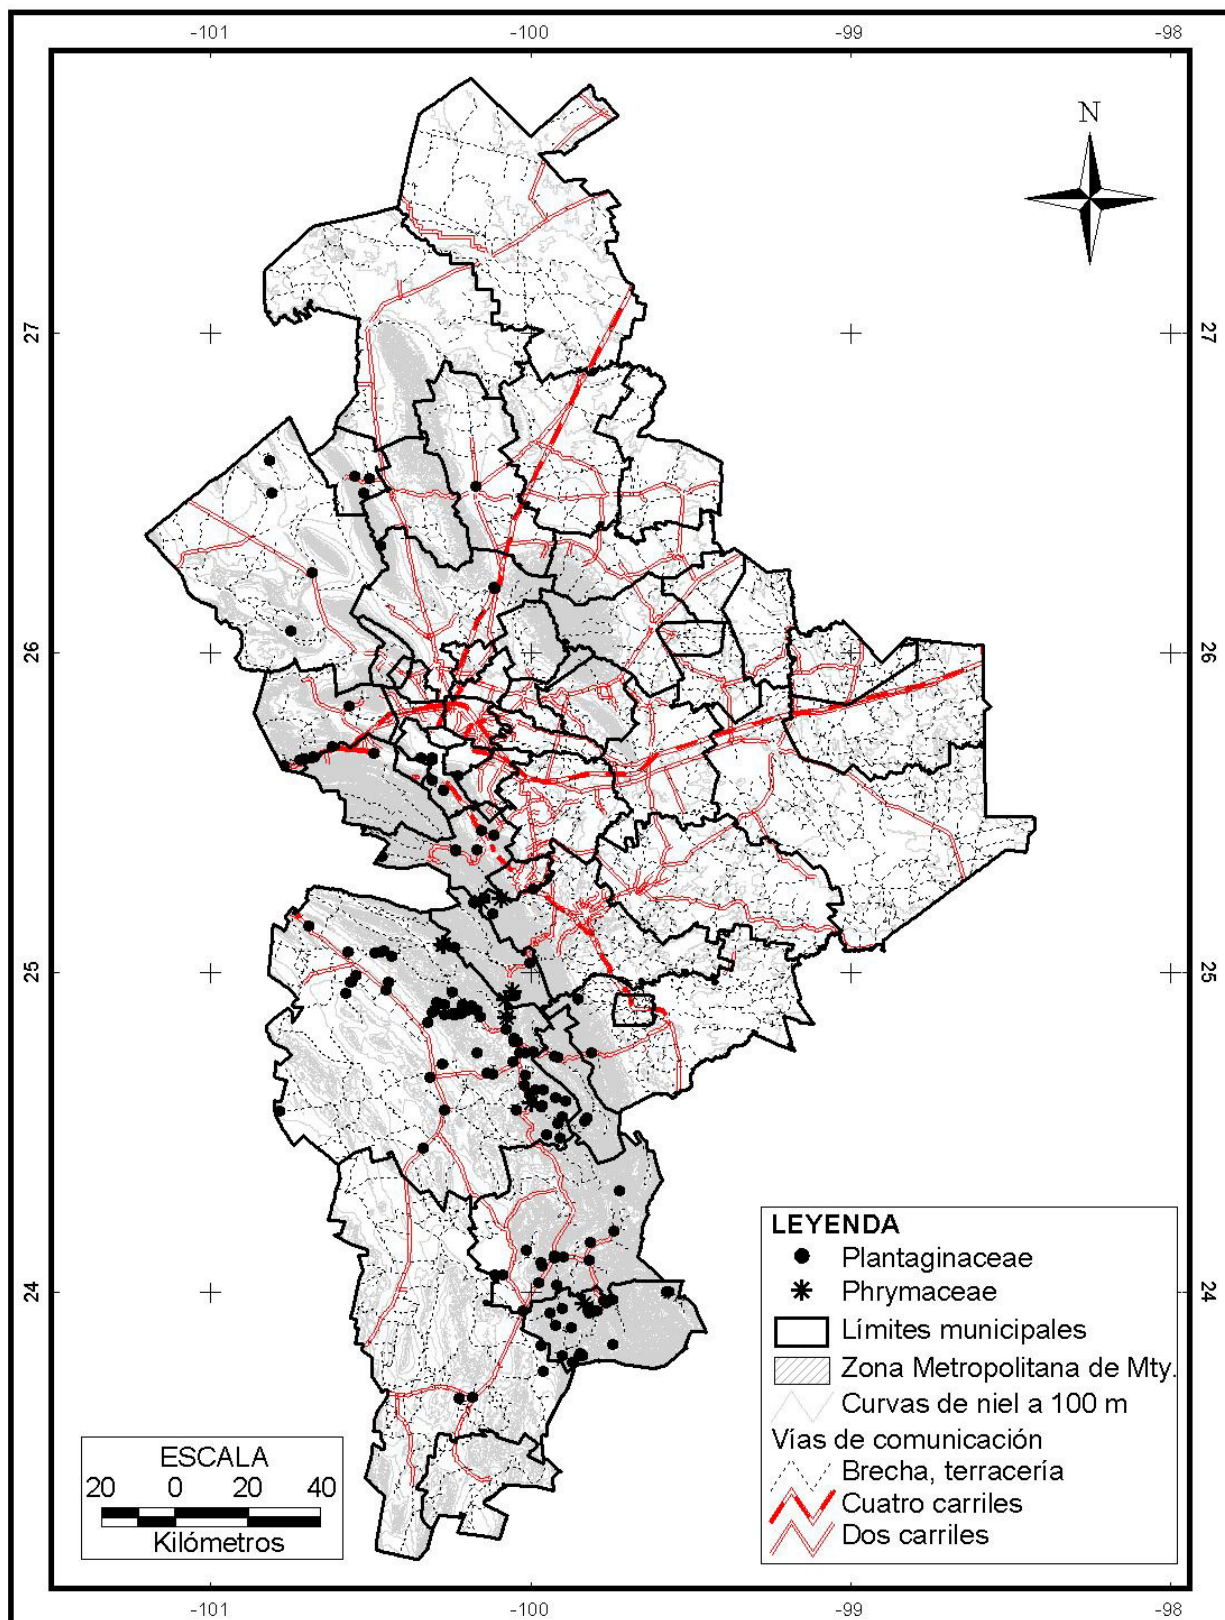 -101 -100 -99 -98
N
27 27
26 26
25 25
24 24
LEYENDA
Plantaginaceae
Phrymaceae
Límites municipales
Zona Metropolitana de Mty.
Curvas de niel a 100 m
Vías de comunicación
Brecha, terracería
Cuatro carriles
Dos carriles
ESCALA
20 0 20 40
Kilómetros
-101 -100 -99 -98